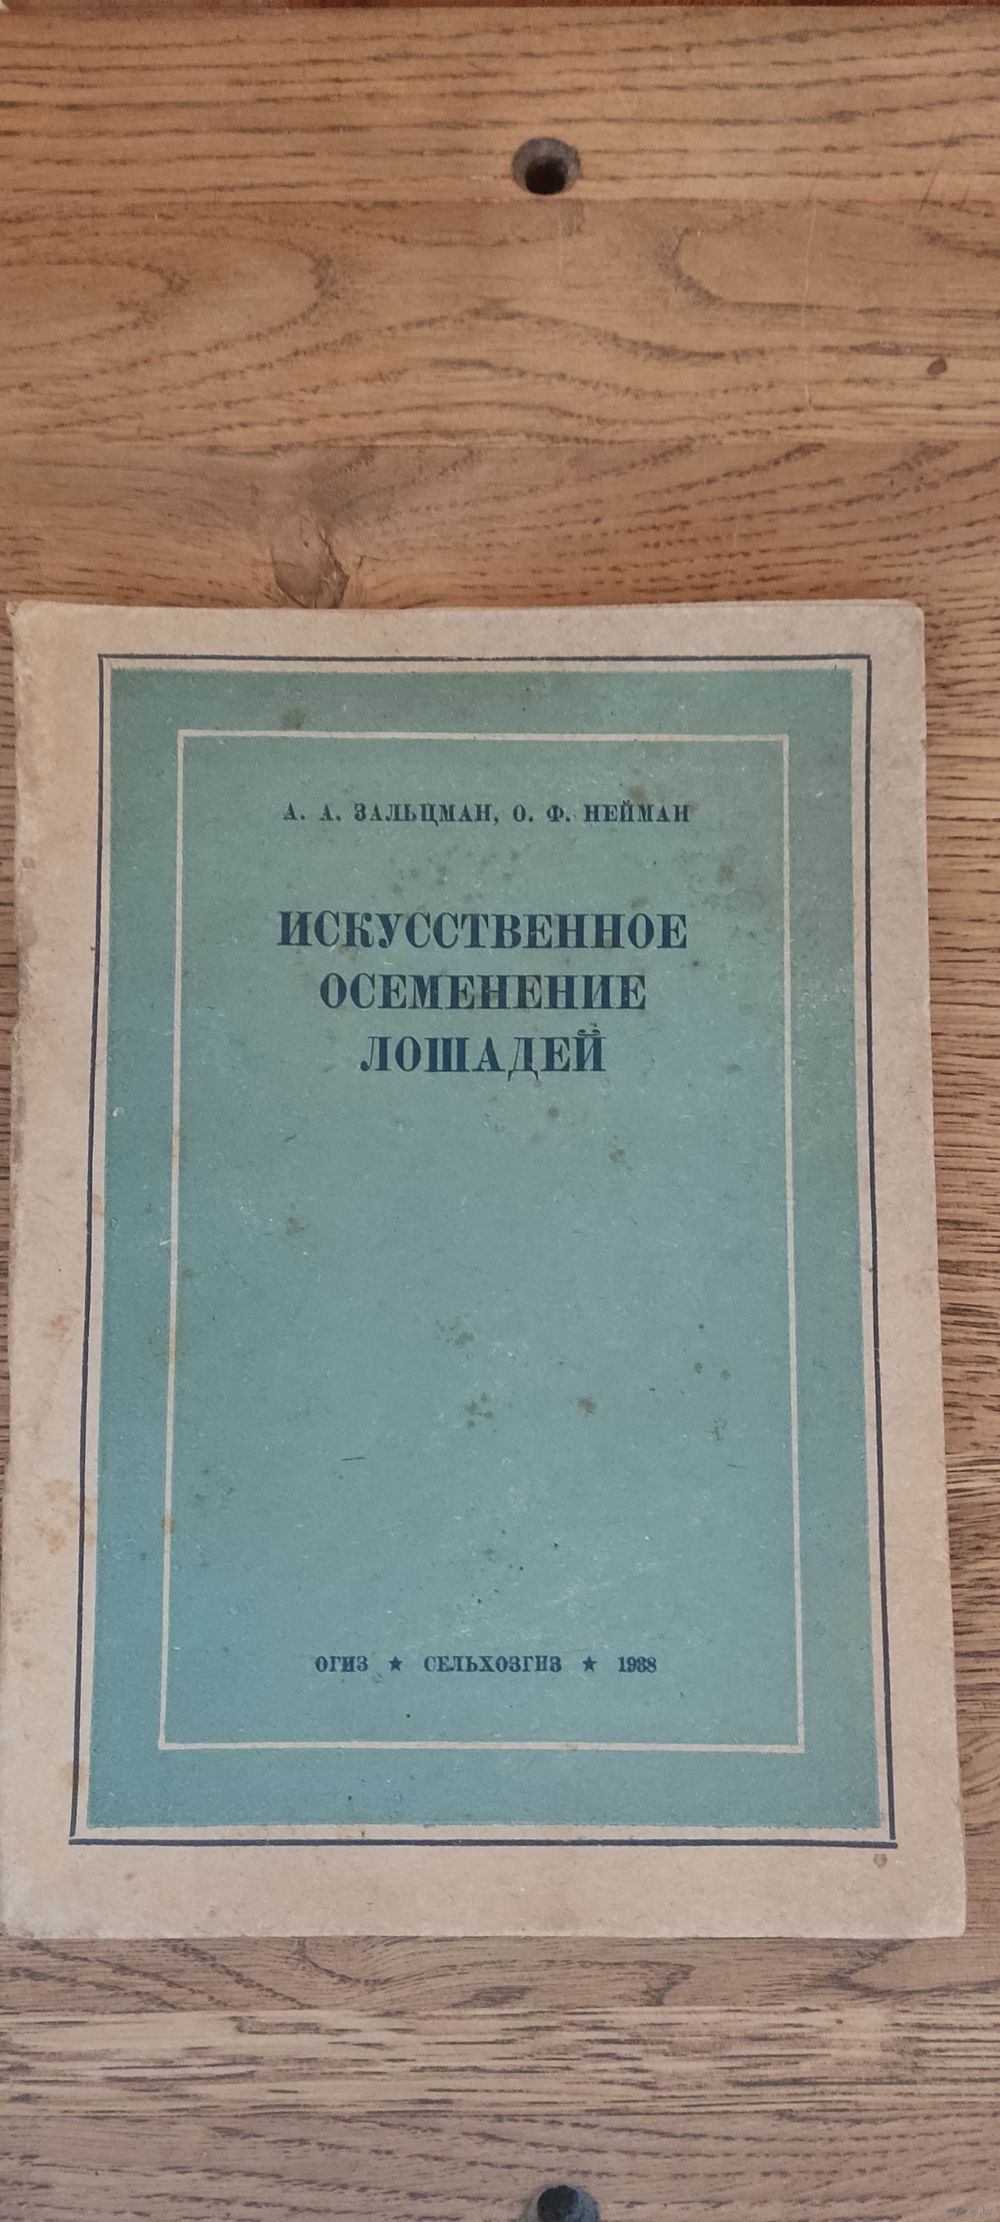 А. А. ЗАЛЬЦМАН, О. Ф. НЕЙМАН
ИСКУССТВЕННОЕ
ОСЕМЕНЕНИЕ
ЛОШАДЕЙ
ОГИЗ ★ СЕЛЬХОЗГИЗ ★ 1938